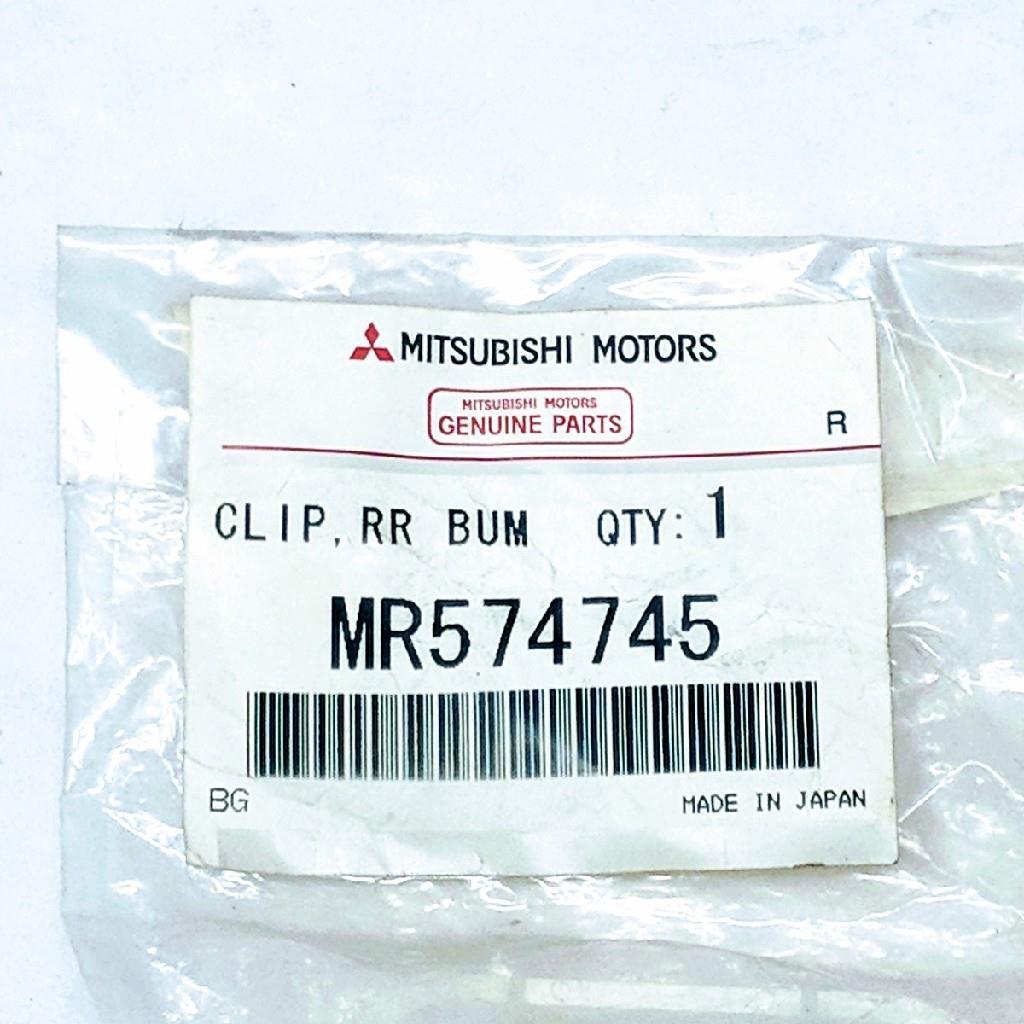 MITSUBISHI MOTORS
MITSUBISHI MOTORS
GENUINE PARTS
R
CLIP, RR BUM QTY: 1
MR574745
BG MADE IN JAPAN